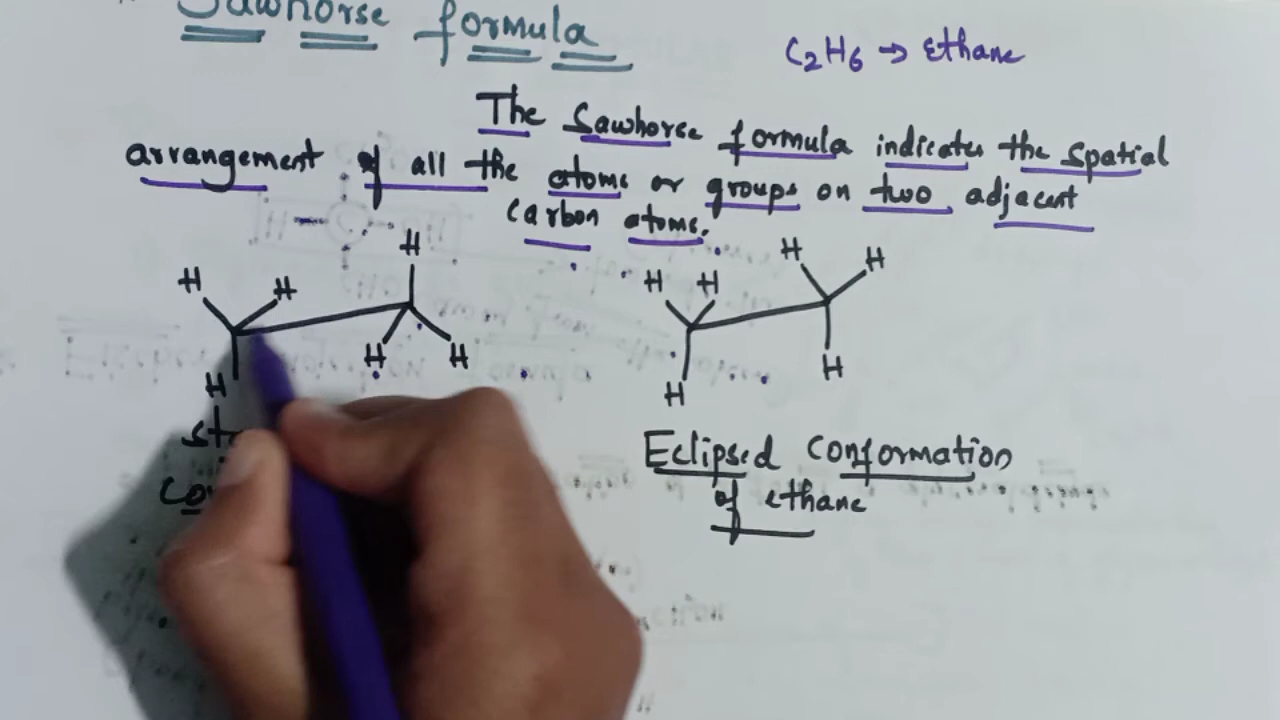 Sawhorse formula
C2H6 → Ethane
The Sawhorse formula indicates the spatial
arrangement of all the atoms or groups on two adjacent
carbon atoms.
H H H H H H
H H H H H H
Eclipsed Conformation
of ethane